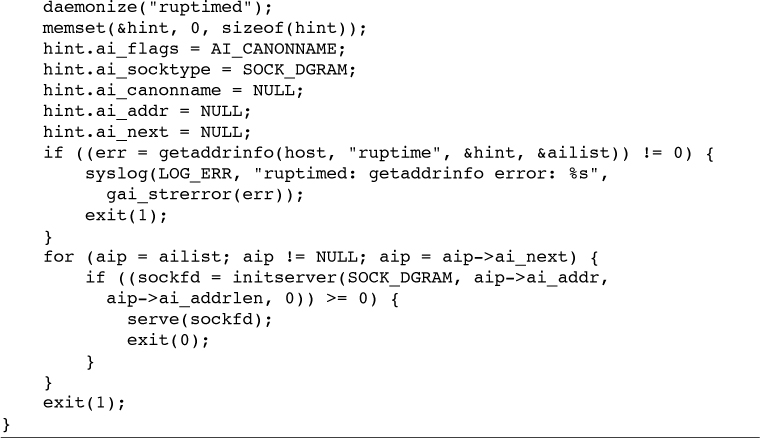 daemonize("ruptimed");
    memset(&hint, 0, sizeof(hint));
    hint.ai_flags = AI_CANONNAME;
    hint.ai_socktype = SOCK_DGRAM;
    hint.ai_canonname = NULL;
    hint.ai_addr = NULL;
    hint.ai_next = NULL;
    if ((err = getaddrinfo(host, "ruptime", &hint, &ailist)) != 0) {
        syslog(LOG_ERR, "ruptimed: getaddrinfo error: %s",
          gai_strerror(err));
        exit(1);
    }
    for (aip = ailist; aip != NULL; aip = aip->ai_next) {
        if ((sockfd = initserver(SOCK_DGRAM, aip->ai_addr,
          aip->ai_addrlen, 0)) >= 0) {
            serve(sockfd);
            exit(0);
        }
    }
    exit(1);
}